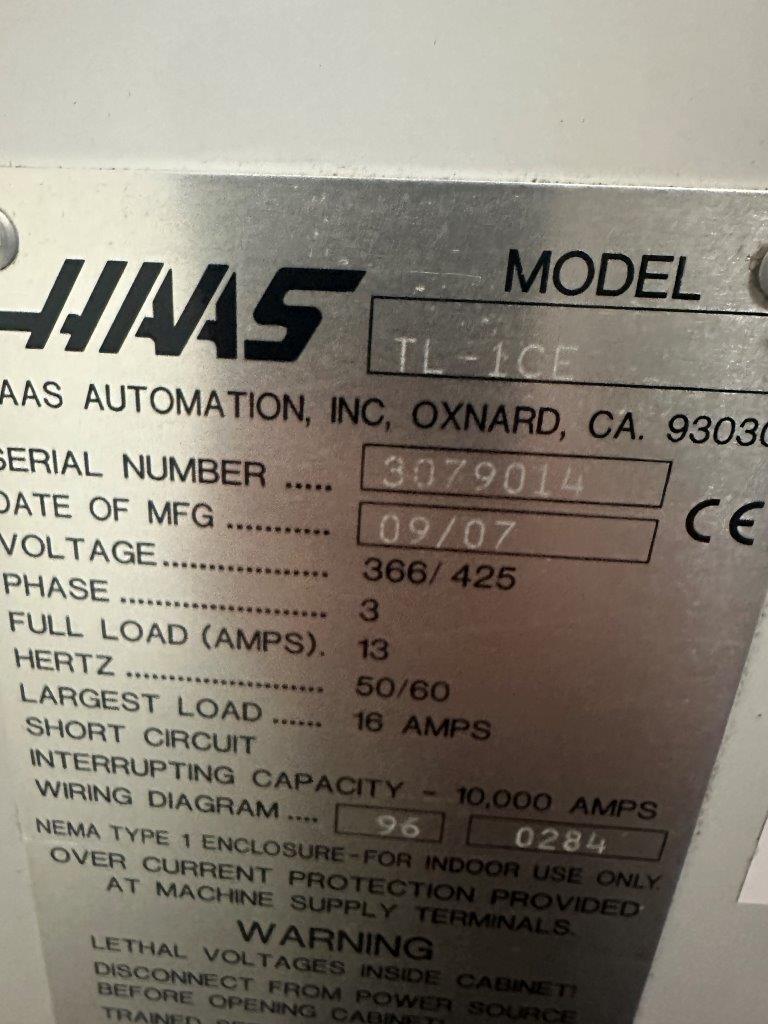 HAAS
MODEL
TL-1CE
AAS AUTOMATION, INC, OXNARD, CA. 93030
SERIAL NUMBER ..... 3079014
DATE OF MFG ........... 09/07
CE
VOLTAGE................. 366/425
PHASE ..................... 3
FULL LOAD (AMPS). 13
HERTZ .................... 50/60
LARGEST LOAD ...... 16 AMPS
SHORT CIRCUIT
INTERRUPTING CAPACITY - 10,000 AMPS
WIRING DIAGRAM .... 96 0284
NEMA TYPE 1 ENCLOSURE-FOR INDOOR USE ONLY.
OVER CURRENT PROTECTION PROVIDED
AT MACHINE SUPPLY TERMINALS.
WARNING
LETHAL VOLTAGES INSIDE CABINET!
DISCONNECT FROM POWER SOURCE
BEFORE OPENING CABINET!
TRAINED